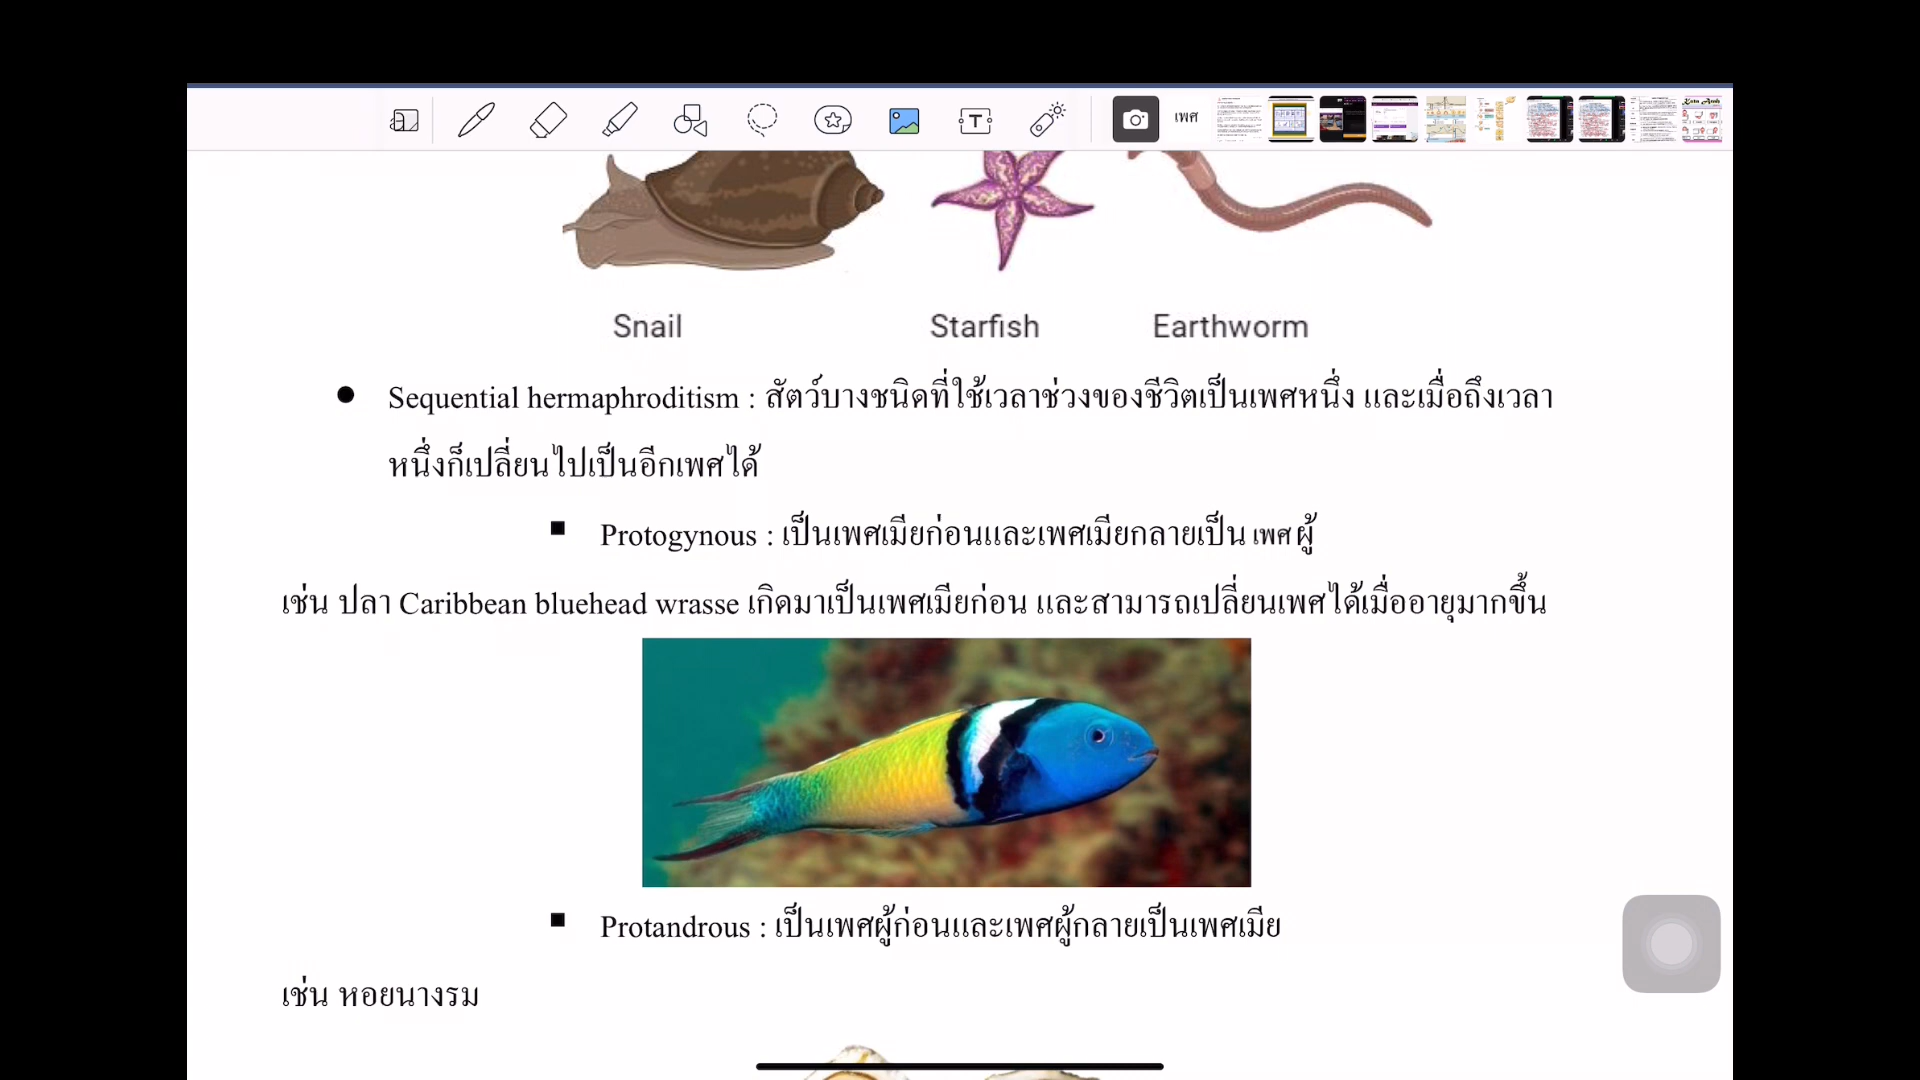 เพศ
Kata Arab
Snail Starfish Earthworm
● Sequential hermaphroditism : สัตว์บางชนิดที่ใช้เวลาช่วงของชีวิตเป็นเพศหนึ่ง และเมื่อถึงเวลา
หนึ่งก็เปลี่ยนไปเป็นอีกเพศได้
▪ Protogynous : เป็นเพศเมียก่อนและเพศเมียกลายเป็น เพศ ผู้
เช่น ปลา Caribbean bluehead wrasse เกิดมาเป็นเพศเมียก่อน และสามารถเปลี่ยนเพศได้เมื่ออายุมากขึ้น
▪ Protandrous : เป็นเพศผู้ก่อนและเพศผู้กลายเป็นเพศเมีย
เช่น หอยนางรม